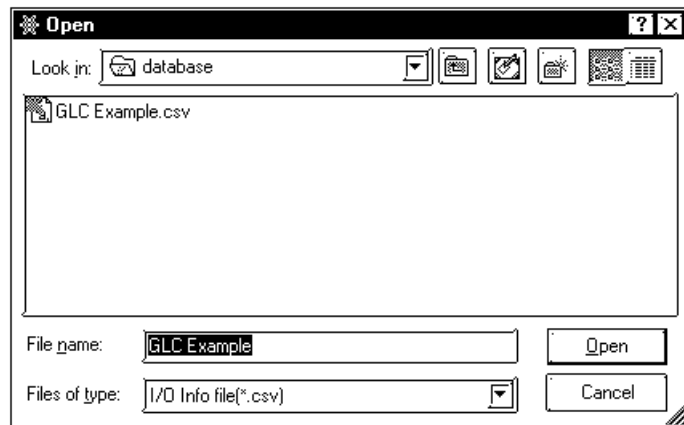 Open
Look in: database
GLC Example.csv
File name: GLC Example Open
Files of type: I/O Info file(*.csv) Cancel